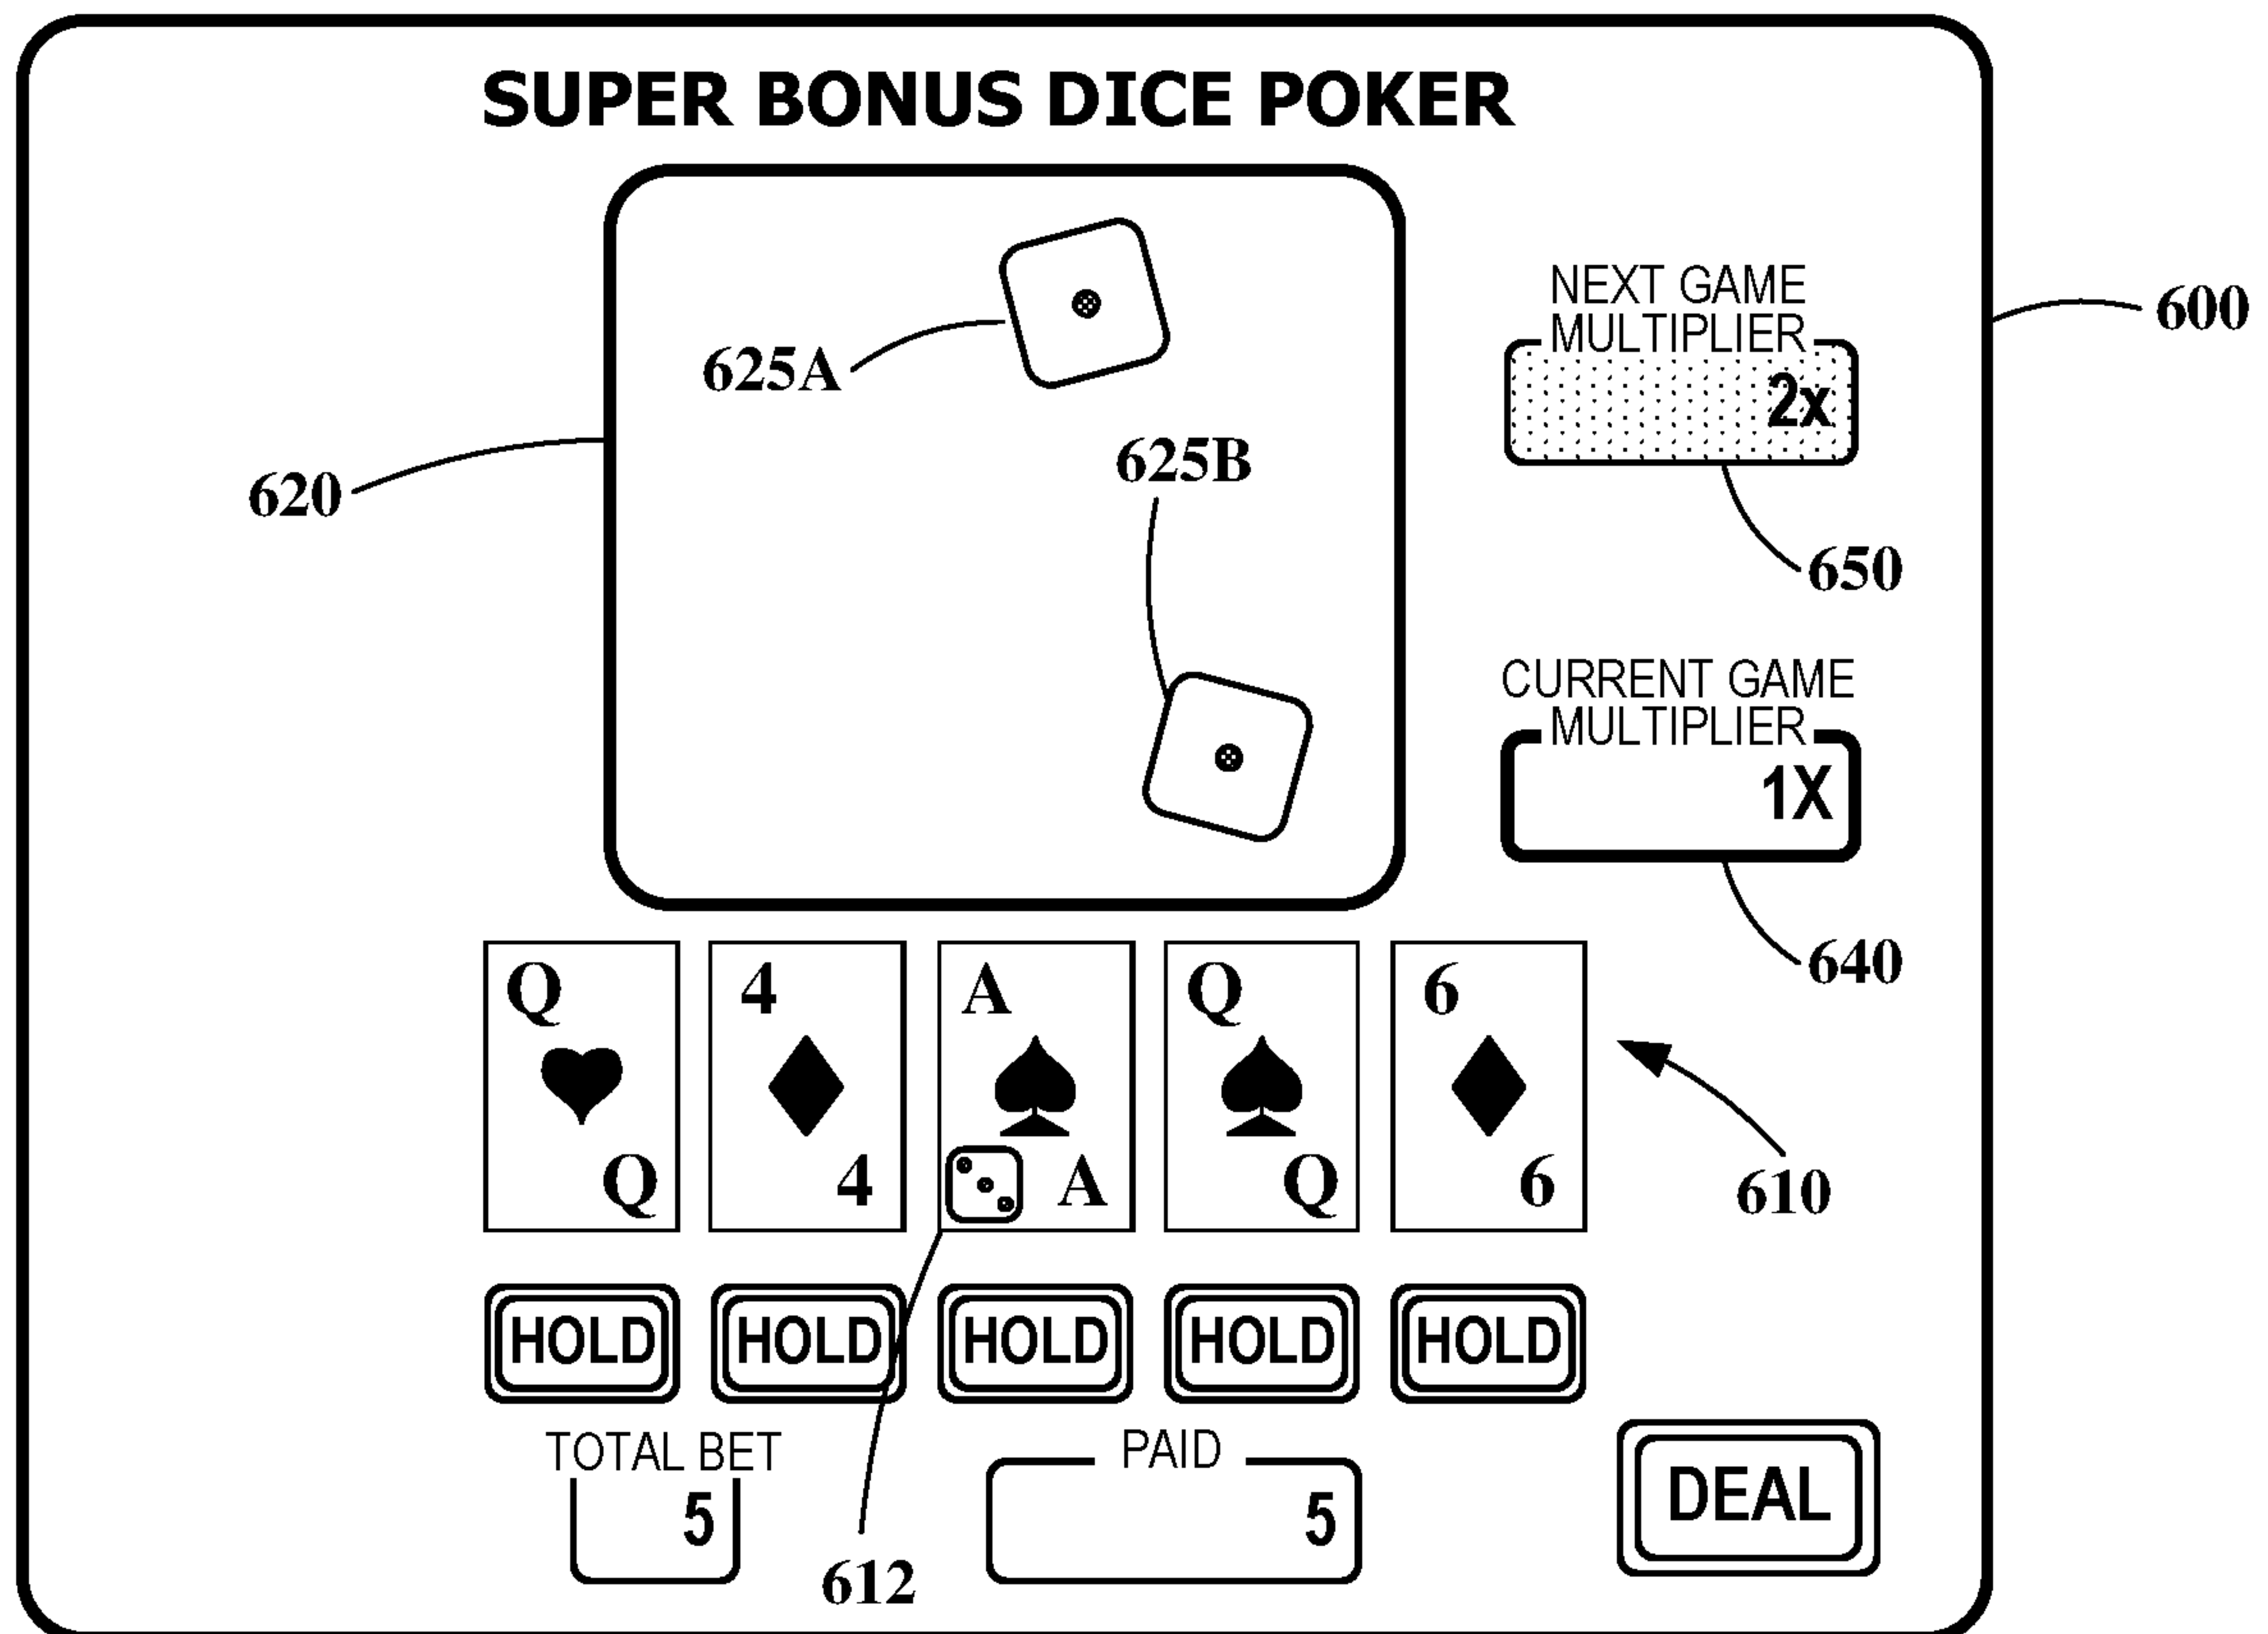 SUPER BONUS DICE POKER
NEXT GAME
MULTIPLIER
2x
600
625A
625B
620
650
CURRENT GAME
MULTIPLIER
1X
640
Q 4 A Q 6
Q 4 A Q 6
610
HOLD HOLD HOLD HOLD HOLD
TOTAL BET
5
PAID
5
DEAL
612